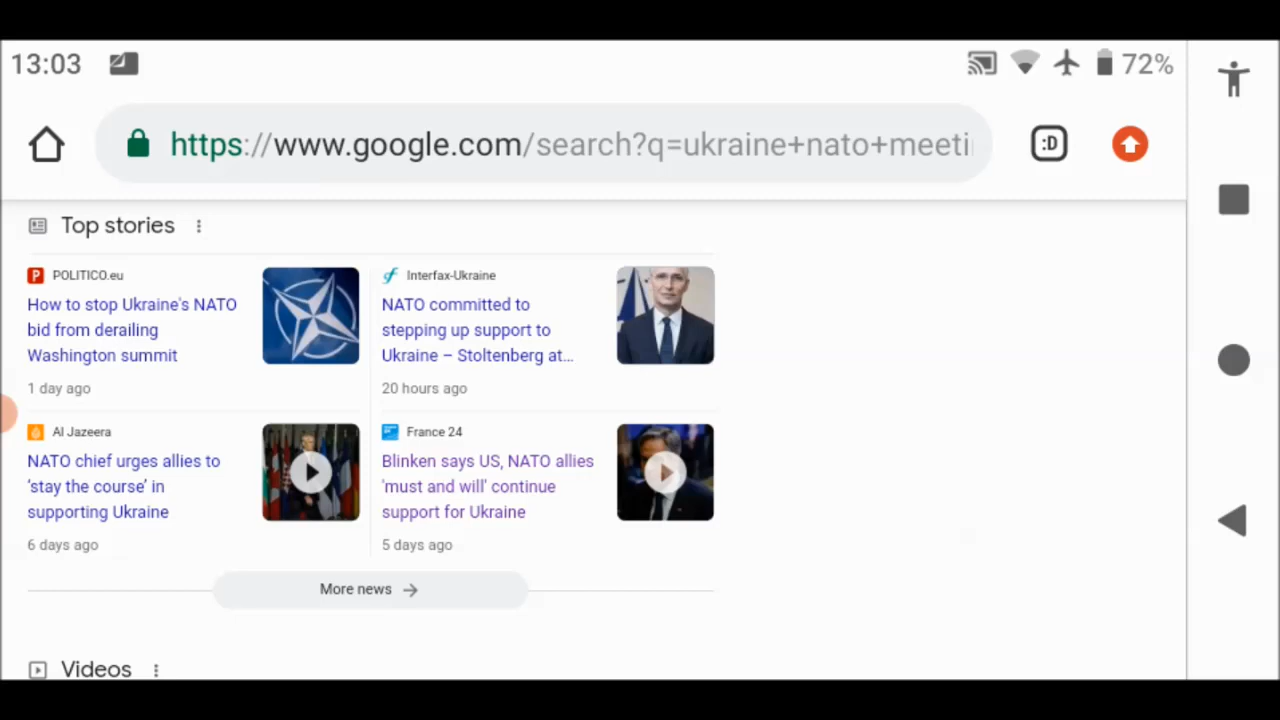 13:03
72%
https://www.google.com/search?q=ukraine+nato+meeti
:D
Top stories
POLITICO.eu
How to stop Ukraine's NATO
bid from derailing
Washington summit
1 day ago
Interfax-Ukraine
NATO committed to
stepping up support to
Ukraine – Stoltenberg at...
20 hours ago
Al Jazeera
NATO chief urges allies to
‘stay the course’ in
supporting Ukraine
6 days ago
France 24
Blinken says US, NATO allies
'must and will' continue
support for Ukraine
5 days ago
More news
Videos